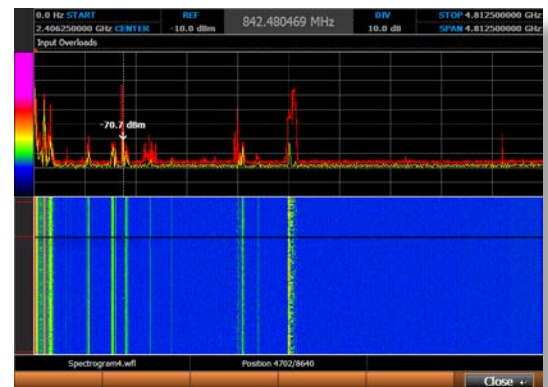 0.0 Hz START REF 842.480469 MHz DIV STOP 4.812500000 GHz
2.406250000 GHz CENTER -10.0 dBm 10.0 dB SPAN 4.812500000 GHz
Input Overloads
-70.7 dBm
Spectrogram4.wfl Position 4702/8640
Close